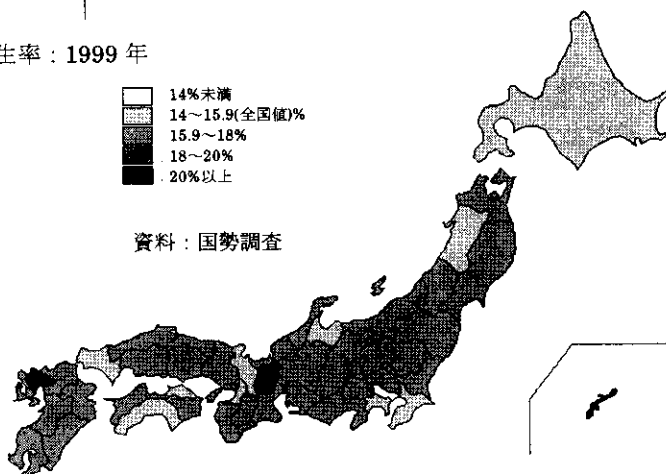 生率：1999 年
14%未満
14～15.9(全国値)%
15.9～18%
18～20%
20%以上
資料：国勢調査